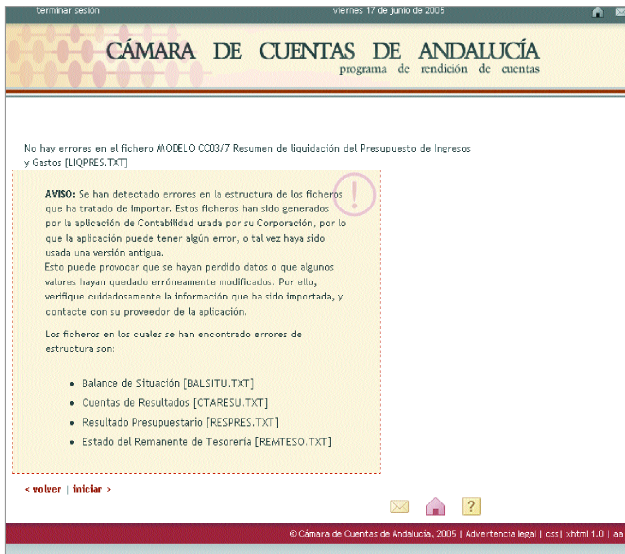 terminar sesión
viernes 17 de junio de 2005
CÁMARA DE CUENTAS DE ANDALUCÍA
programa de rendición de cuentas
No hay errores en el fichero MODELO CC03/7 Resumen de liquidación del Presupuesto de Ingresos
y Gastos [LIQPRES.TXT]
AVISO: Se han detectado errores en la estructura de los ficheros
que ha tratado de importar. Estos ficheros han sido generados
por la aplicación de Contabilidad usada por su Corporación, por lo
que la aplicación puede tener algún error, o tal vez haya sido
usada una versión antigua.
Esto puede provocar que se hayan perdido datos o que algunos
valores hayan quedado erróneamente modificados. Por ello,
verifique cuidadosamente la información que ha sido importada, y
contacte con su proveedor de la aplicación.
Los ficheros en los cuales se han encontrado errores de
estructura son:
• Balance de Situación [BALSITU.TXT]
• Cuentas de Resultados [CTARESU.TXT]
• Resultado Presupuestario [RESPRES.TXT]
• Estado del Remanente de Tesorería [REMTESO.TXT]
< volver | iniciar >
?
© Cámara de Cuentas de Andalucía, 2005 | Advertencia legal | css| xhtml 1.0 | aa